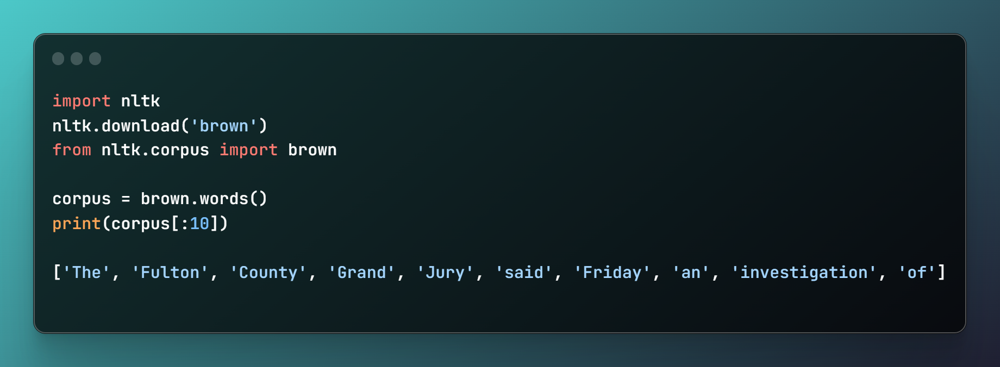 import nltk
nltk.download('brown')
from nltk.corpus import brown
corpus = brown.words()
print(corpus[:10])
['The', 'Fulton', 'County', 'Grand', 'Jury', 'said', 'Friday', 'an', 'investigation', 'of']